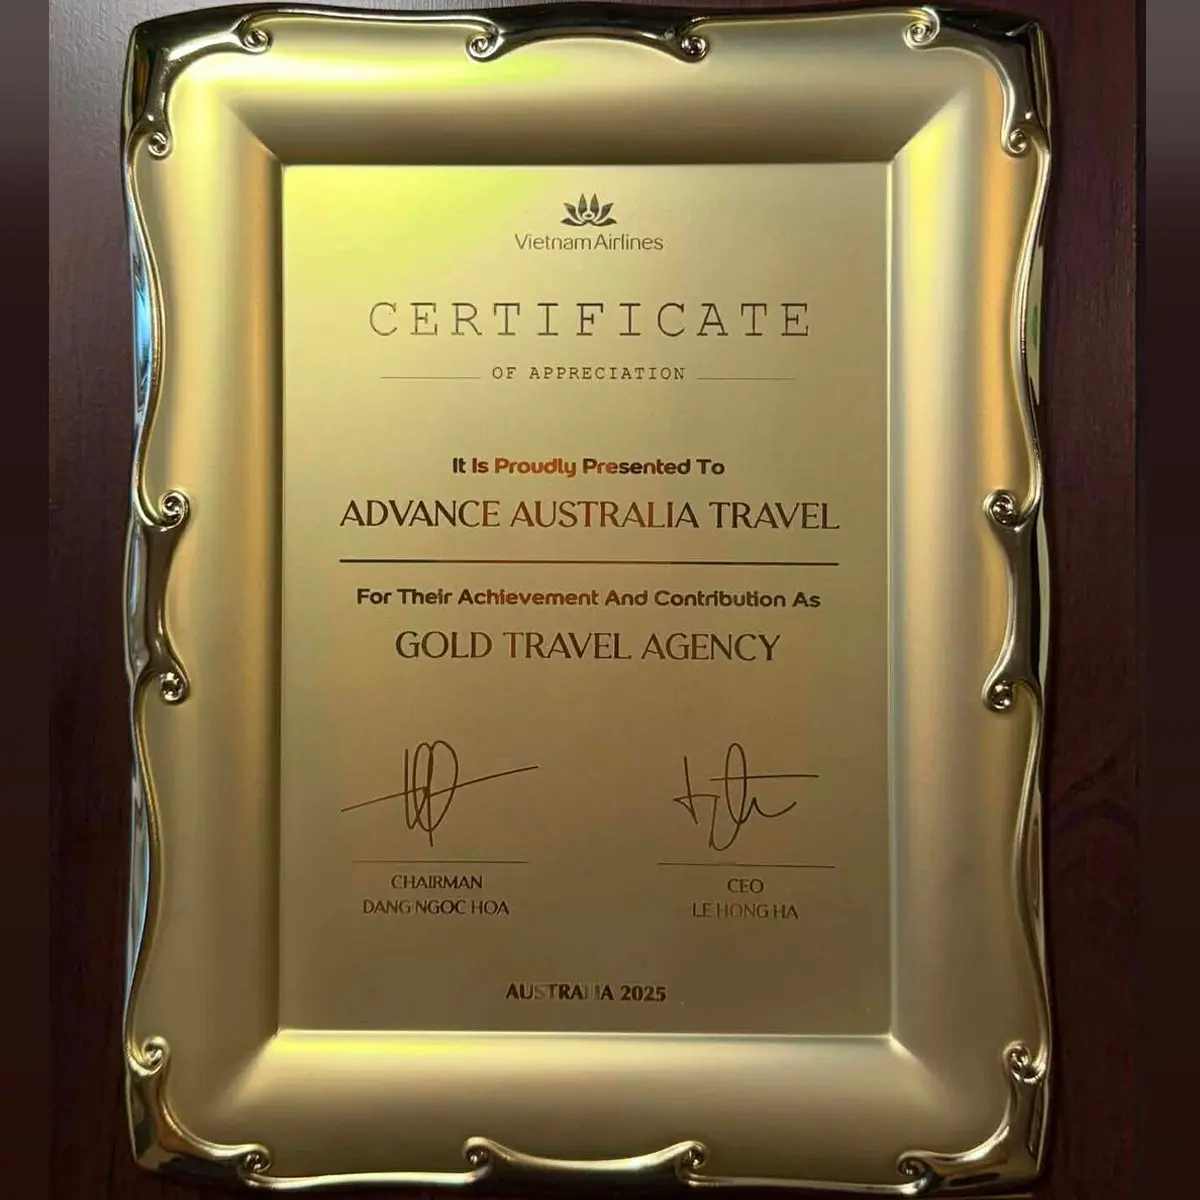 Vietnam Airlines
CERTIFICATE
OF APPRECIATION
It Is Proudly Presented To
ADVANCE AUSTRALIA TRAVEL
For Their Achievement And Contribution As
GOLD TRAVEL AGENCY
CHAIRMAN
DANG NGOC HOA
CEO
LE HONG HA
AUSTRALIA 2025